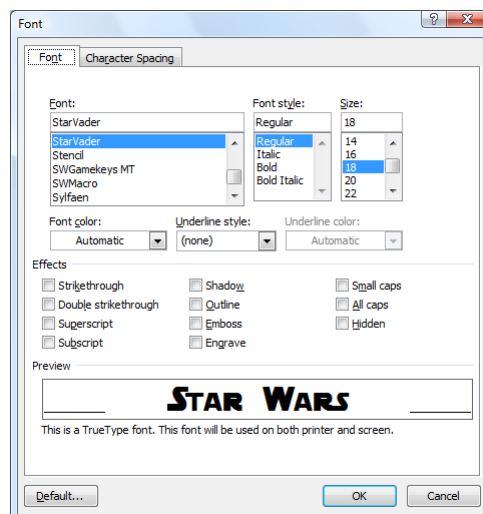 Font
Font Character Spacing
Font: Font style: Size:
StarVader Regular 18
StarVader Regular 14
Stencil Italic 16
SWGamekeys MT Bold 18
SWMacro Bold Italic 20
Sylfaen 22
Font color: Underline style: Underline color:
Automatic (none) Automatic
Effects
Strikethrough Shadow Small caps
Double strikethrough Outline All caps
Superscript Emboss Hidden
Subscript Engrave
Preview
Star Wars
This is a TrueType font. This font will be used on both printer and screen.
Default... OK Cancel